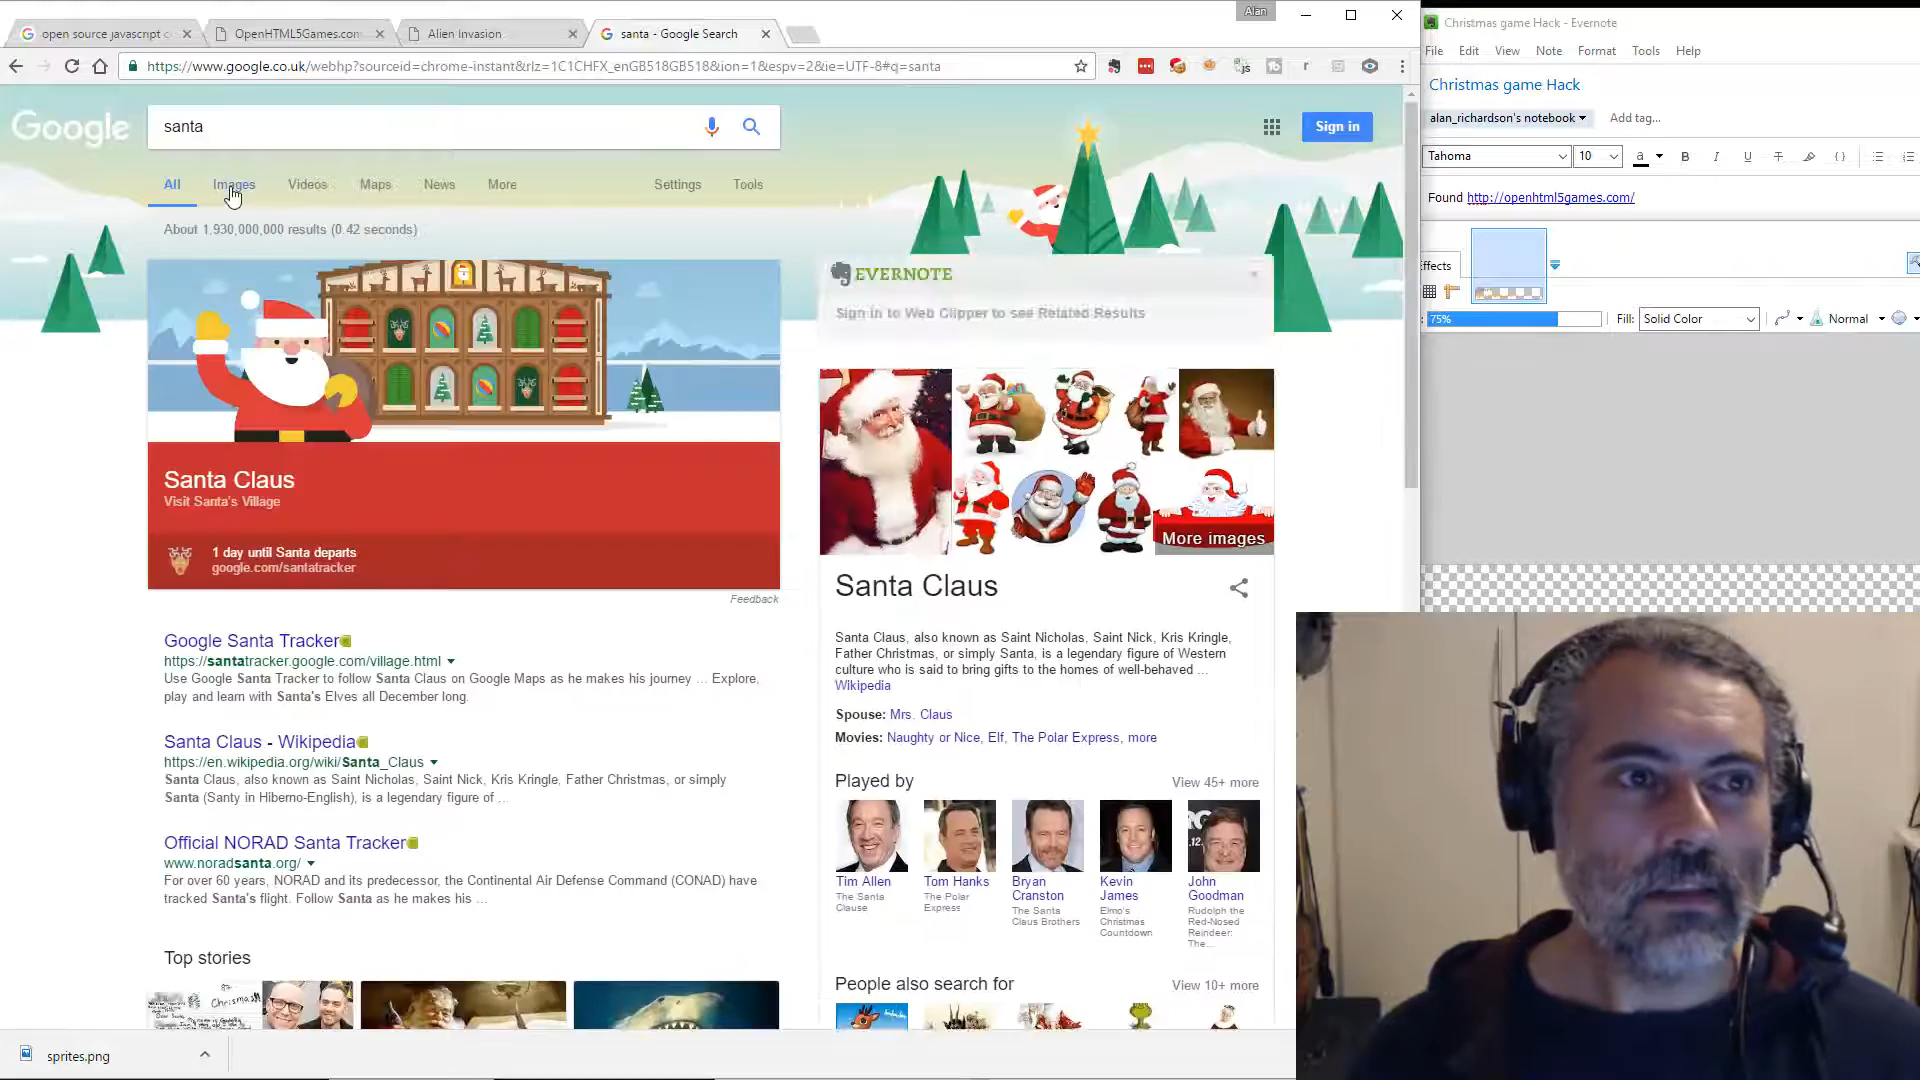 open source javascript c
OpenHTML5Games.com
Alien Invasion
santa - Google Search
Alan
https://www.google.co.uk/webhp?sourceid=chrome-instant&rlz=1C1CHFX_enGB518GB518&ion=1&espv=2&ie=UTF-8#q=santa
Google
santa
Sign in
All
Images
Videos
Maps
News
More
Settings
Tools
About 1,930,000,000 results (0.42 seconds)
Santa Claus
Visit Santa's Village
1 day until Santa departs
google.com/santatracker
Feedback
Google Santa Tracker
https://santatracker.google.com/village.html
Use Google Santa Tracker to follow Santa Claus on Google Maps as he makes his journey ... Explore,
play and learn with Santa's Elves all December long.
Santa Claus - Wikipedia
https://en.wikipedia.org/wiki/Santa_Claus
Santa Claus, also known as Saint Nicholas, Saint Nick, Kris Kringle, Father Christmas, or simply
Santa (Santy in Hiberno-English), is a legendary figure of ...
Official NORAD Santa Tracker
www.noradsanta.org/
For over 60 years, NORAD and its predecessor, the Continental Air Defense Command (CONAD) have
tracked Santa's flight. Follow Santa as he makes his ...
Top stories
Christmas
EVERNOTE
Sign in to Web Clipper to see Related Results
More images
Santa Claus
Santa Claus, also known as Saint Nicholas, Saint Nick, Kris Kringle,
Father Christmas, or simply Santa, is a legendary figure of Western
culture who is said to bring gifts to the homes of well-behaved ...
Wikipedia
Spouse: Mrs. Claus
Movies: Naughty or Nice, Elf, The Polar Express, more
Played by
View 45+ more
Tim Allen
The Santa
Clause
Tom Hanks
The Polar
Express
Bryan
Cranston
The Santa
Claus Brothers
Kevin
James
Elmo's
Christmas
Countdown
John
Goodman
Rudolph the
Red-Nosed
Reindeer:
The...
People also search for
View 10+ more
sprites.png
Christmas game Hack - Evernote
File
Edit
View
Note
Format
Tools
Help
Christmas game Hack
alan_richardson's notebook
Add tag...
Tahoma
10
Found http://openhtml5games.com/
ffects
75%
Fill:
Solid Color
Normal